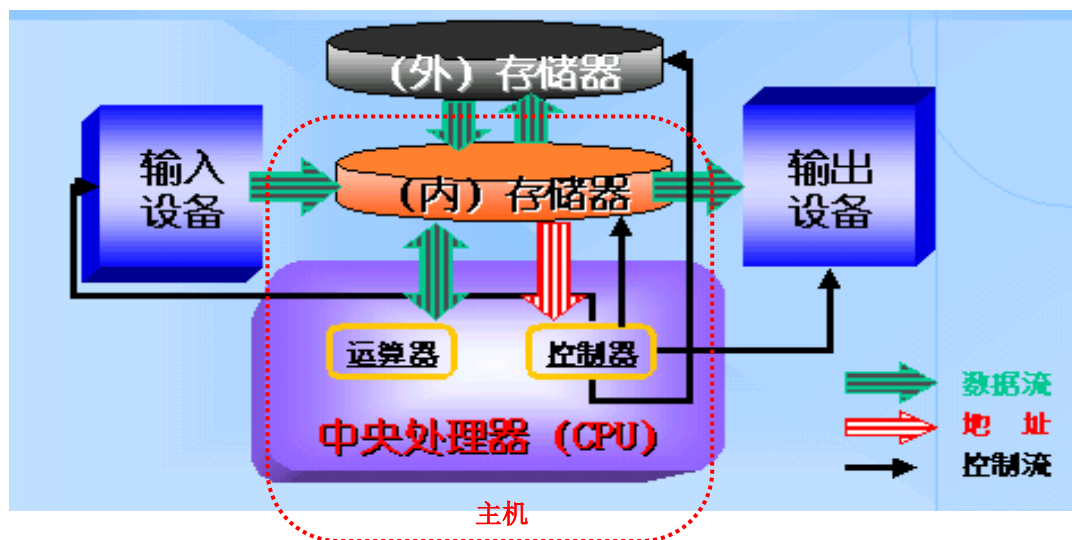 （外）存储器
输入
设备
（内）存储器
输出
设备
运算器
控制器
中央处理器（CPU）
数据流
地 址
控制流
主机